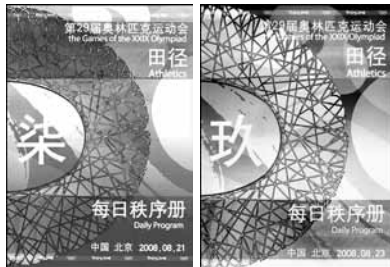 第29届奥林匹克运动会
the Games of the XXIX Olympiad
田径
Athletics
柒
每日秩序册
Daily Program
中国 北京 2008.08.21
第29届奥林匹克运动会
the Games of the XXIX Olympiad
田径
Athletics
玖
每日秩序册
Daily Program
中国 北京 2008.08.23